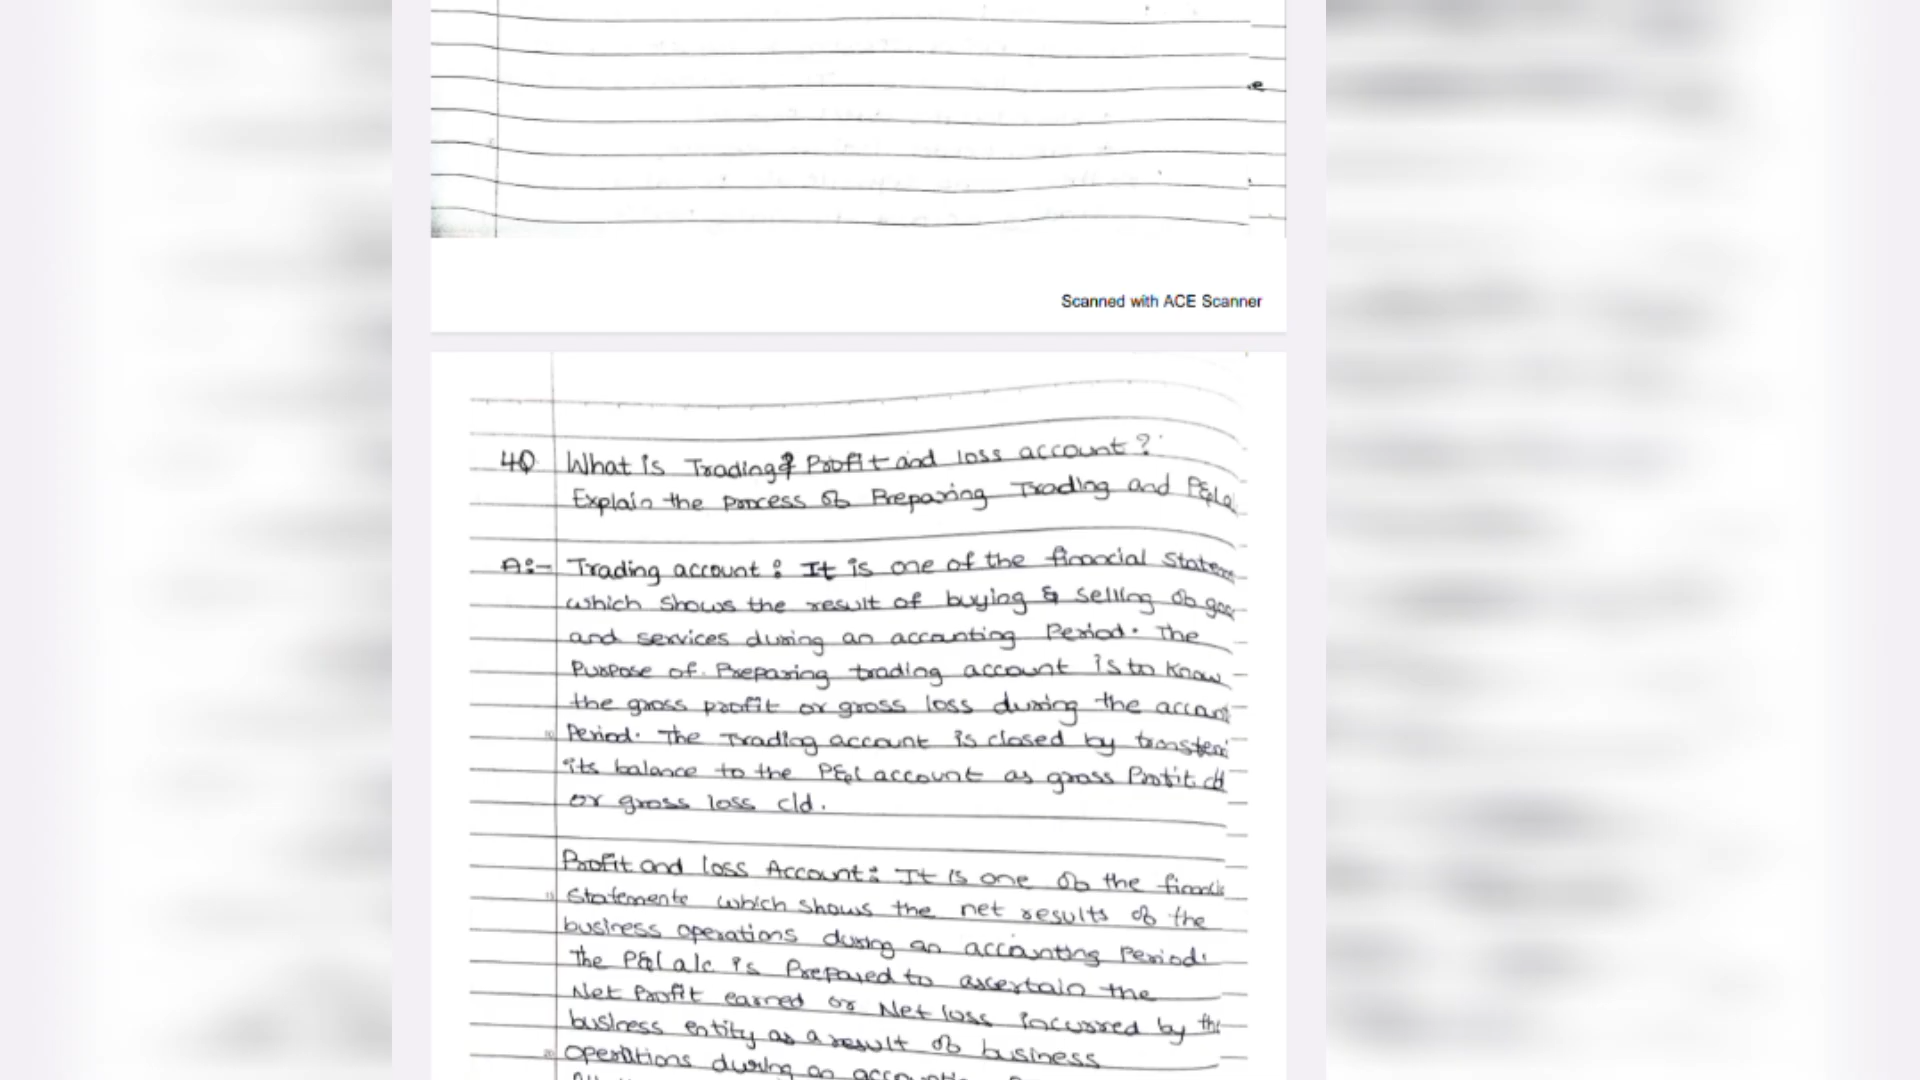 Scanned with ACE Scanner
4Q What is Trading & Profit and loss account?
Explain the process of Preparing Trading and P&L
A:- Trading account: It is one of the financial
which shows the result of buying & selling of
and services during an accounting Period. The
Purpose of Preparing trading account is to know
the gross profit or gross loss during the
Period. The Trading account is closed by
its balance to the P&L account as gross Profit
or gross loss c/d.
Profit and loss Account: It is one of the
Statements which shows the net results of the
business operations during an accounting Period.
The P&L a/c is Prepared to ascertain the
Net Profit earned or Net loss incurred by the
business entity as a result of business
operations during an